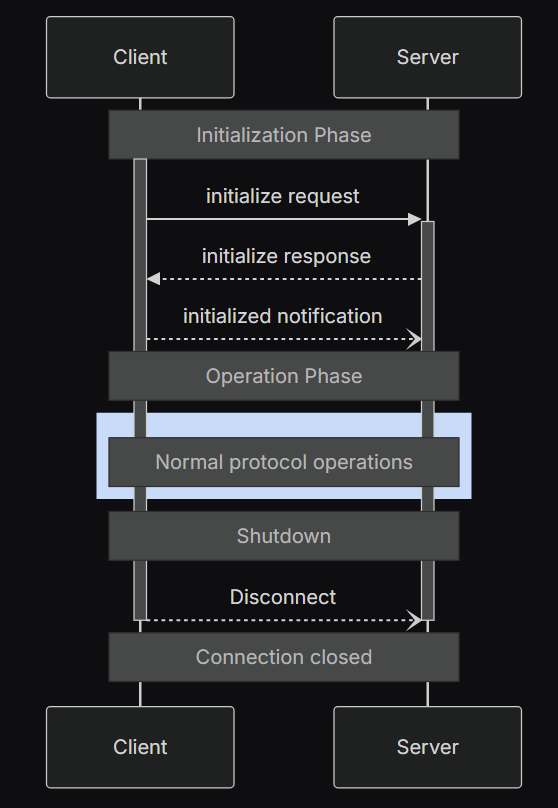 Client
Server
Initialization Phase
initialize request
initialize response
initialized notification
Operation Phase
Normal protocol operations
Shutdown
Disconnect
Connection closed
Client
Server